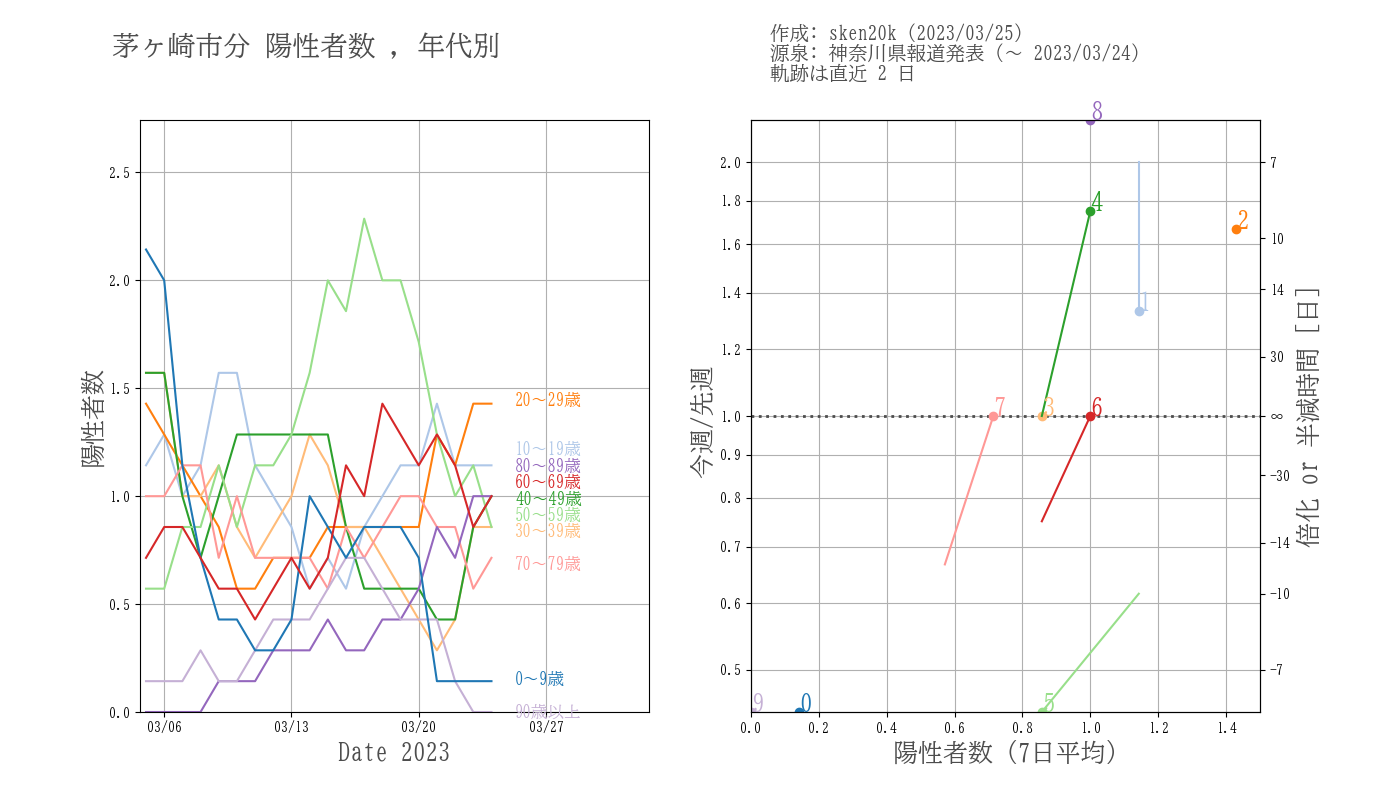 茅ヶ崎市分 陽性者数 , 年代別
作成: sken20k (2023/03/25)
源泉: 神奈川県報道発表 (～ 2023/03/24)
軌跡は直近 2 日
陽性者数
2.5
2.0
1.5
1.0
0.5
0.0
20～29歳
10～19歳
80～89歳
60～69歳
40～49歳
50～59歳
30～39歳
70～79歳
0～9歳
90歳以上
03/06 03/13 03/20 03/27
Date 2023
今週/先週
2.0
1.8
1.6
1.4
1.2
1.0
0.9
0.8
0.7
0.6
0.5
8
4
2
1
7
3
6
9
0
5
0.0 0.2 0.4 0.6 0.8 1.0 1.2 1.4
陽性者数 (7日平均)
7
10
14
30
∞
−30
−14
−10
−7
倍化 or 半減時間 [日]